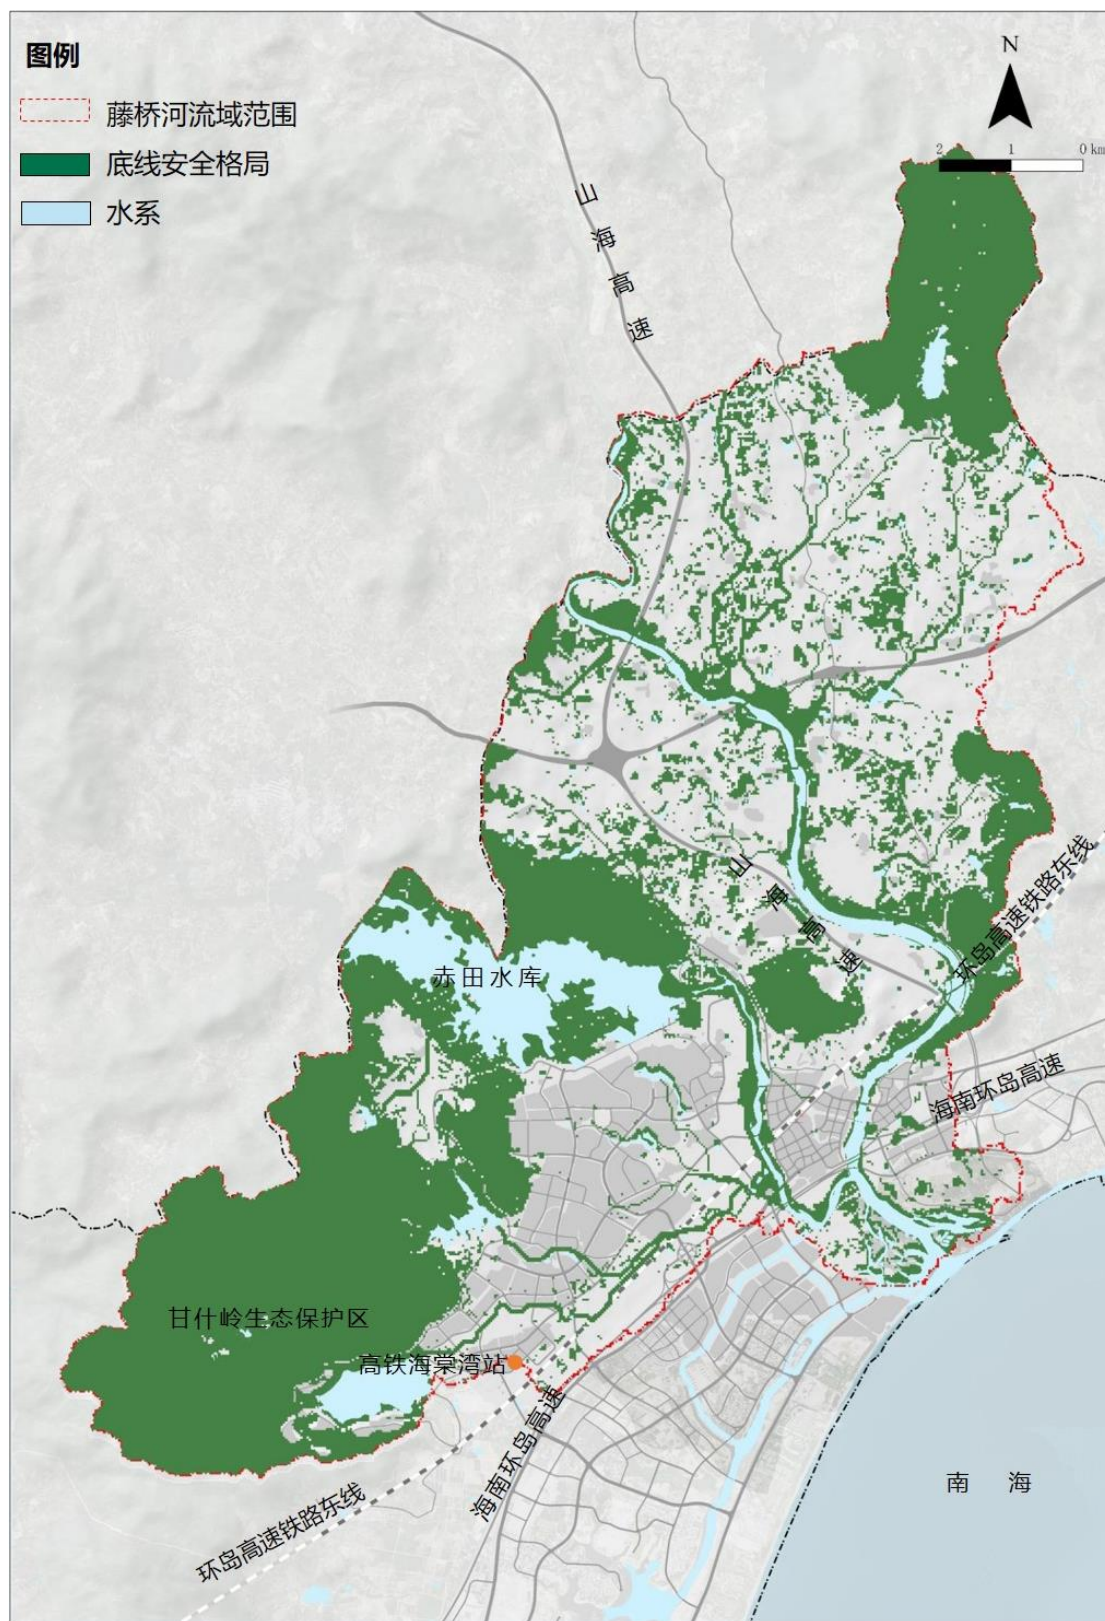 图例
藤桥河流域范围
底线安全格局
水系
N
2 1 0 km
山海高速
山海高速
环岛高速铁路东线
赤田水库
海南环岛高速
甘什岭生态保护区
高铁海棠湾站
海南环岛高速
南 海
环岛高速铁路东线